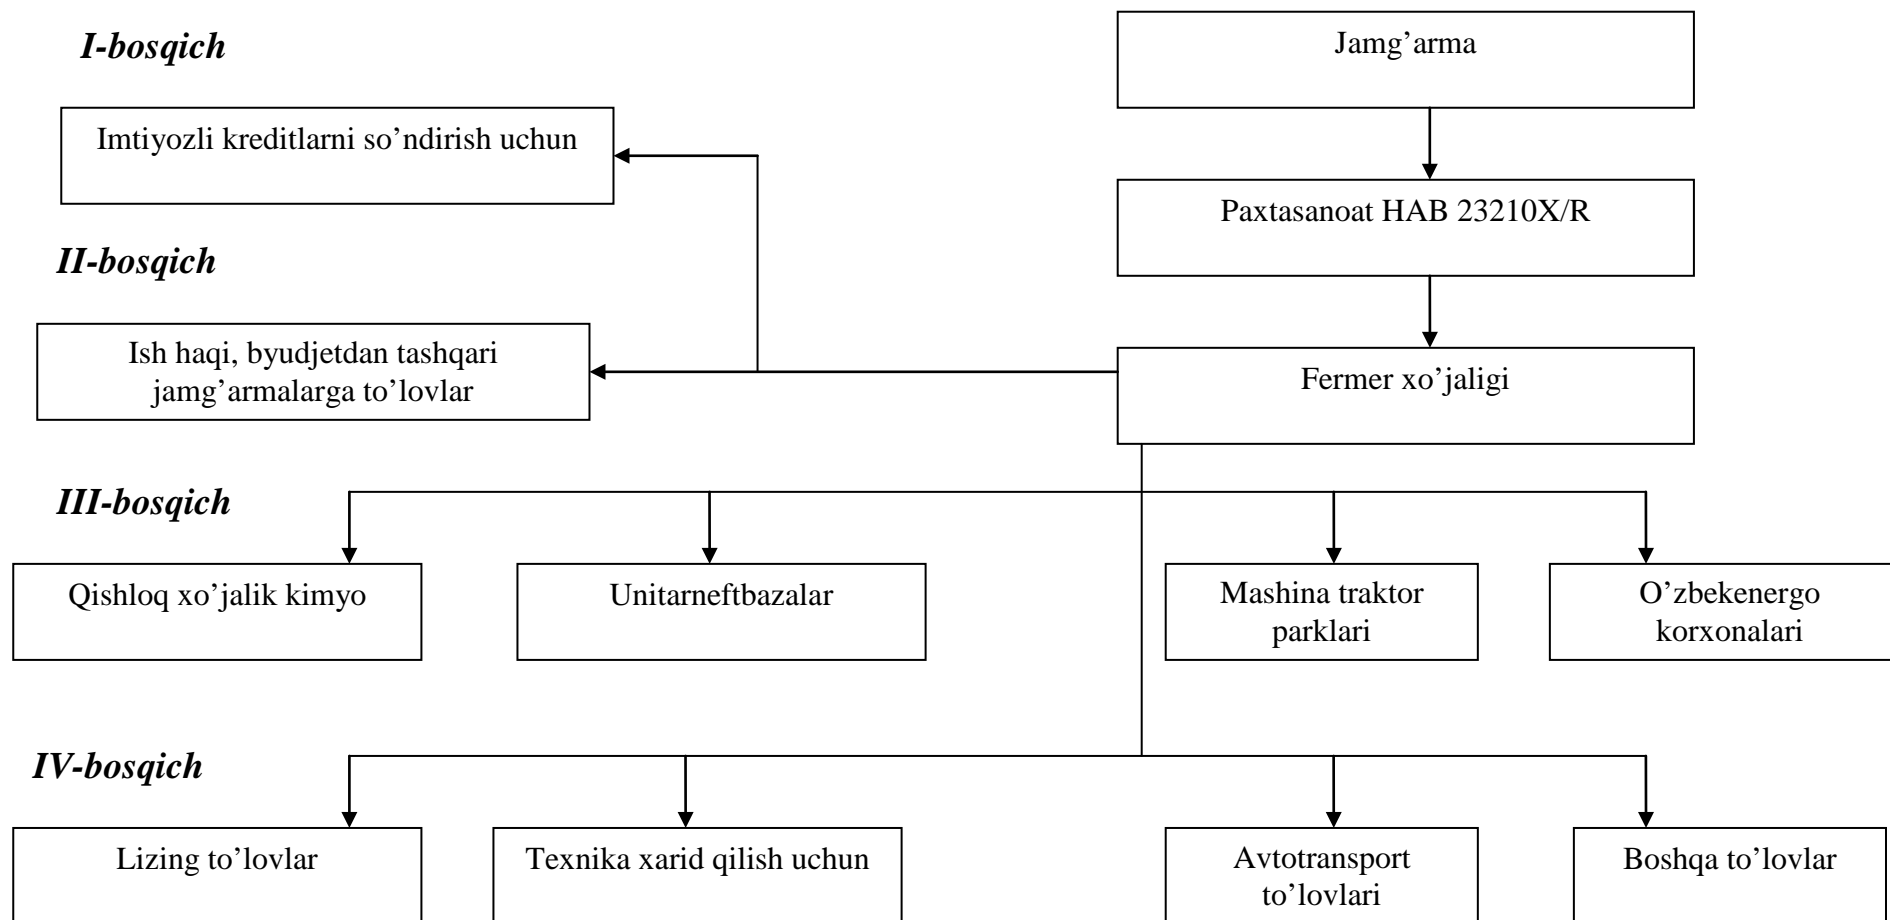 I-bosqich
Jamg’arma
Imtiyozli kreditlarni so’ndirish uchun
Paxtasanoat HAB 23210X/R
II-bosqich
Ish haqi, byudjetdan tashqari
jamg’armalarga to’lovlar
Fermer xo’jaligi
III-bosqich
Qishloq xo’jalik kimyo
Unitarneftbazalar
Mashina traktor
parklari
O’zbekenergo
korxonalari
IV-bosqich
Lizing to’lovlar
Texnika xarid qilish uchun
Avtotransport
to’lovlari
Boshqa to’lovlar